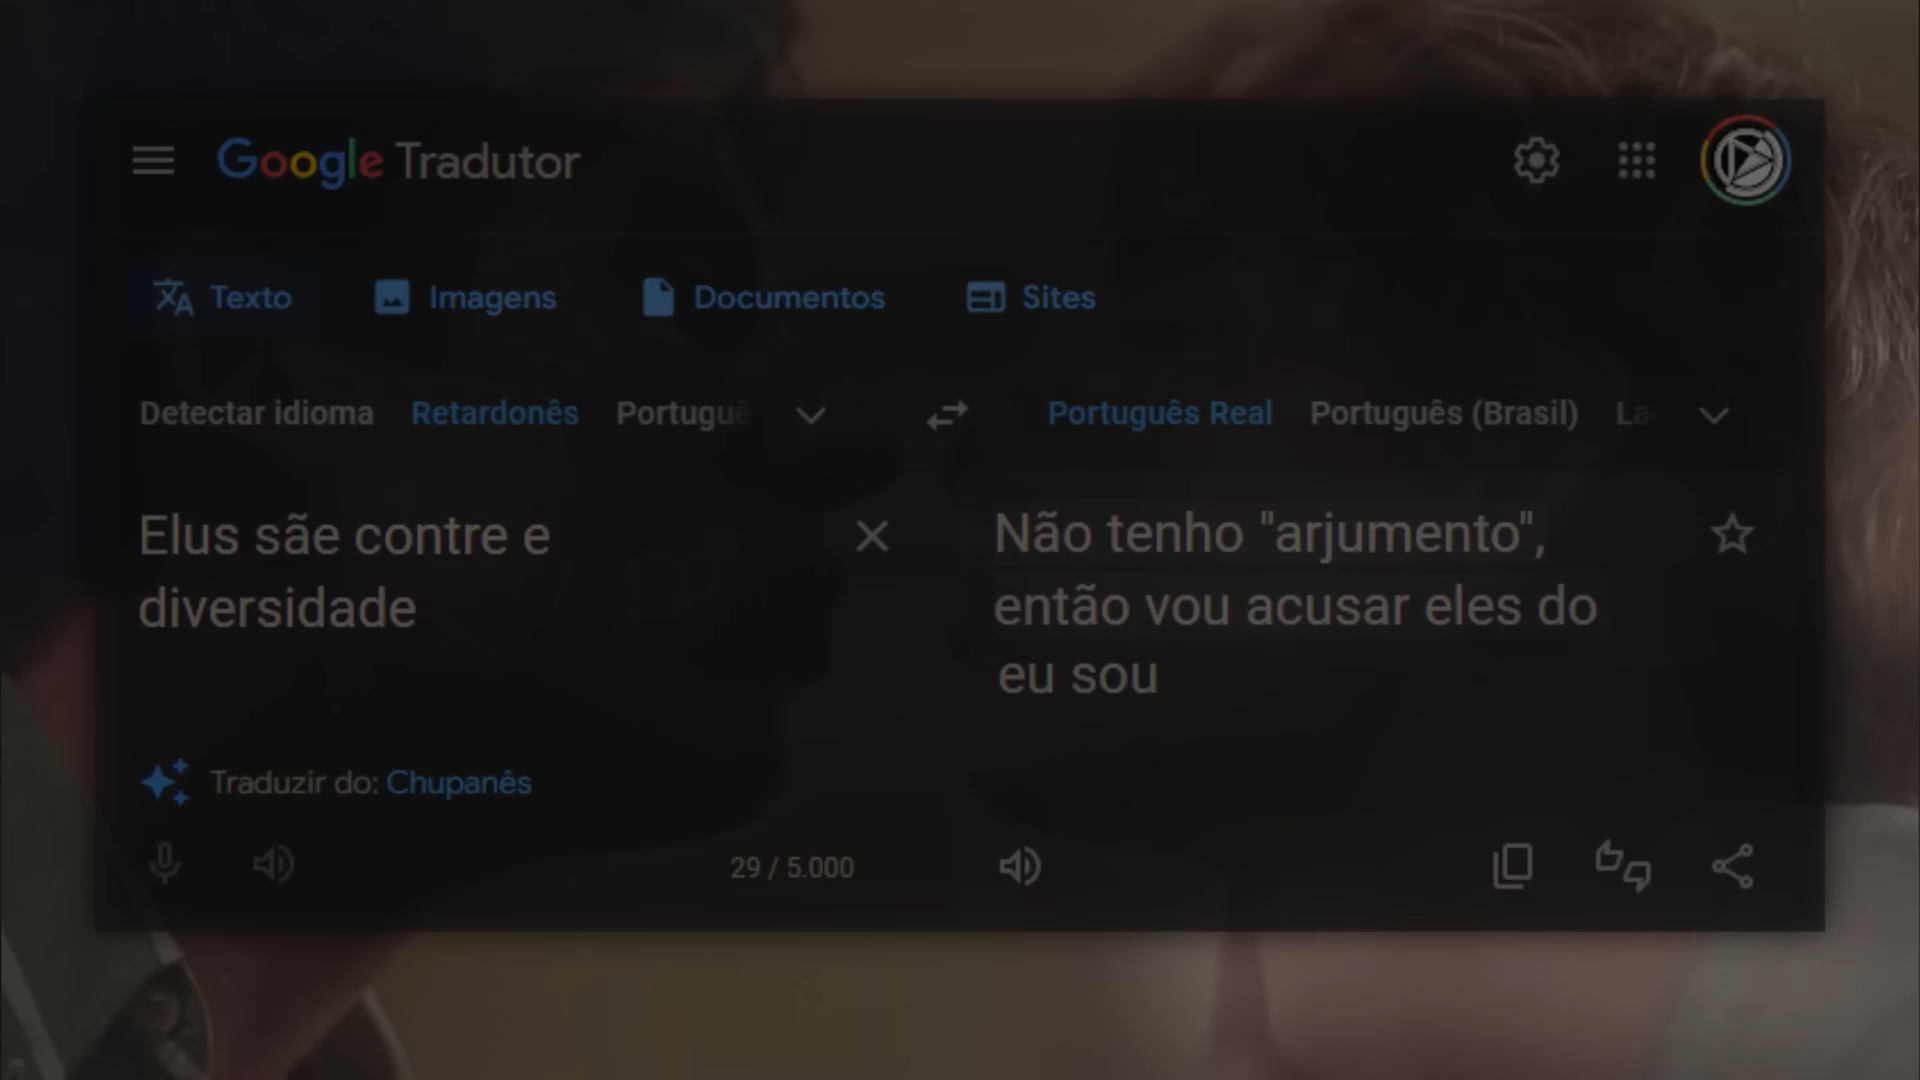 Google Tradutor
Texto Imagens Documentos Sites
Detectar idioma Retardonês Portuguê Português Real Português (Brasil) La
Elus sãe contre e
diversidade
Não tenho "arjumento",
então vou acusar eles do
eu sou
Traduzir do: Chupanês
29 / 5.000